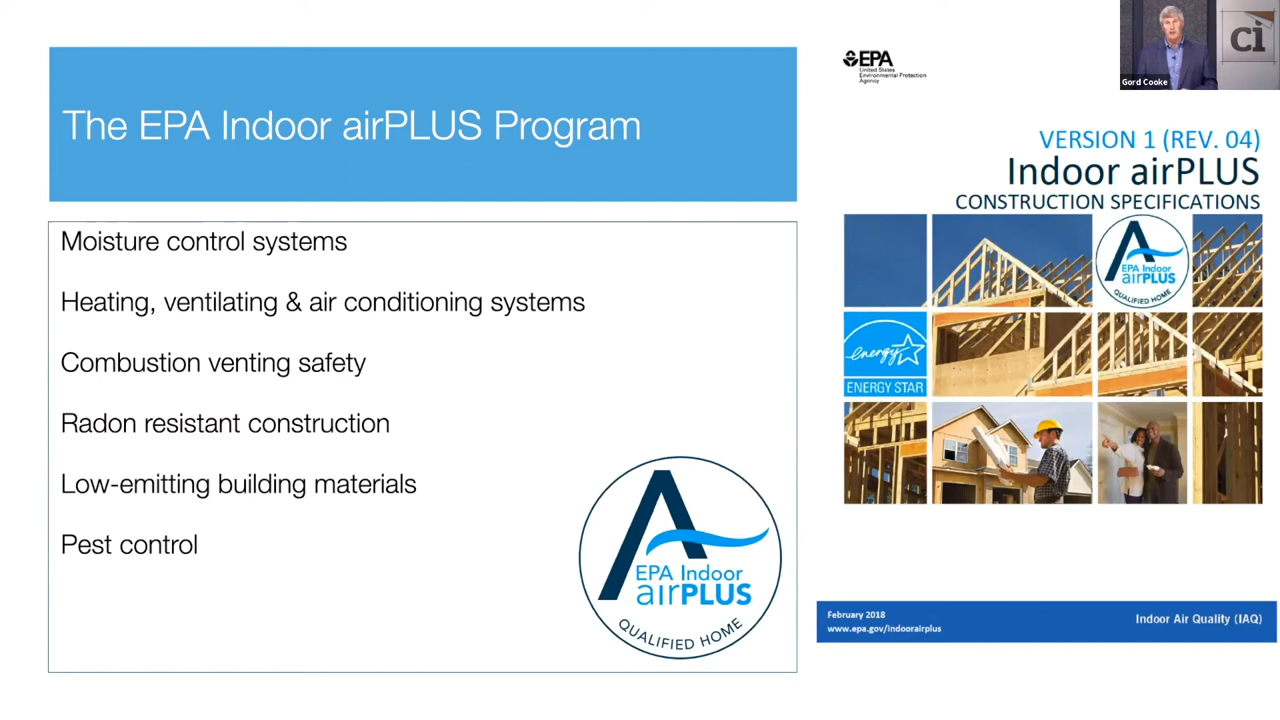 The EPA Indoor airPLUS Program
Moisture control systems
Heating, ventilating & air conditioning systems
Combustion venting safety
Radon resistant construction
Low-emitting building materials
Pest control
EPA Indoor
airPLUS
QUALIFIED HOME
EPA
United States
Environmental Protection
Agency
VERSION 1 (REV. 04)
Indoor airPLUS
CONSTRUCTION SPECIFICATIONS
EPA Indoor
airPLUS
QUALIFIED HOME
energy
ENERGY STAR
February 2018
www.epa.gov/indoorairplus
Indoor Air Quality (IAQ)
ci
Gord Cooke